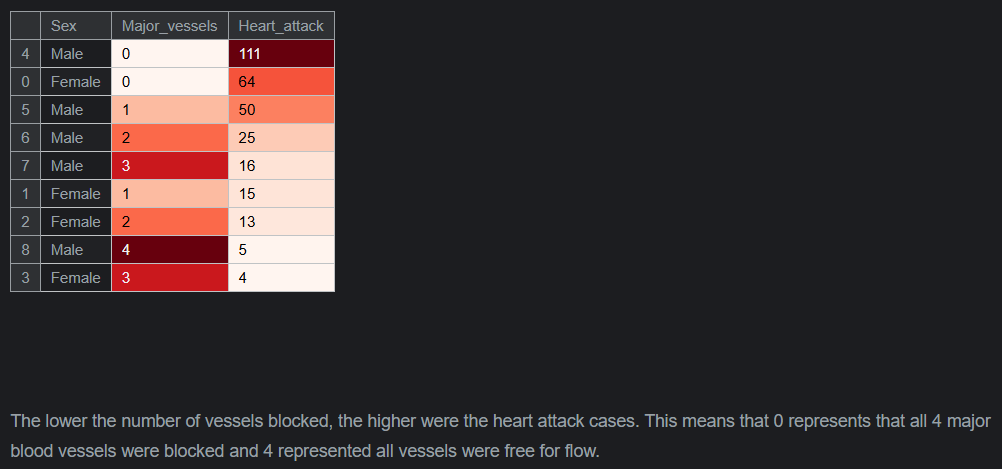 Sex Major_vessels Heart_attack
4 Male 0 111
0 Female 0 64
5 Male 1 50
6 Male 2 25
7 Male 3 16
1 Female 1 15
2 Female 2 13
8 Male 4 5
3 Female 3 4
The lower the number of vessels blocked, the higher were the heart attack cases. This means that 0 represents that all 4 major
blood vessels were blocked and 4 represented all vessels were free for flow.